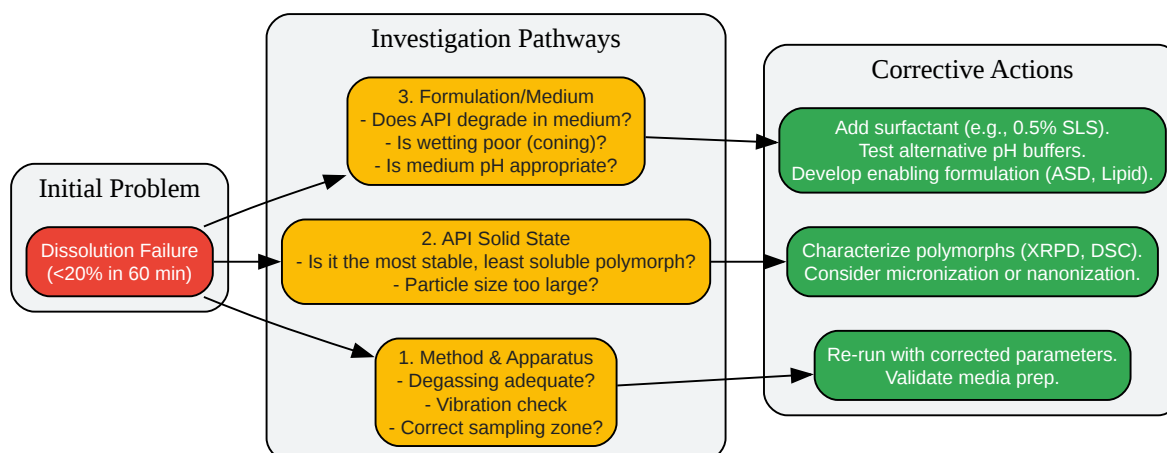 Initial Problem
Dissolution Failure
(<20% in 60 min)
Investigation Pathways
3. Formulation/Medium
- Does API degrade in medium?
- Is wetting poor (coning)?
- Is medium pH appropriate?
2. API Solid State
- Is it the most stable, least soluble polymorph?
- Particle size too large?
1. Method & Apparatus
- Degassing adequate?
- Vibration check
- Correct sampling zone?
Corrective Actions
Add surfactant (e.g., 0.5% SLS).
Test alternative pH buffers.
Develop enabling formulation (ASD, Lipid).
Characterize polymorphs (XRPD, DSC).
Consider micronization or nanonization.
Re-run with corrected parameters.
Validate media prep.